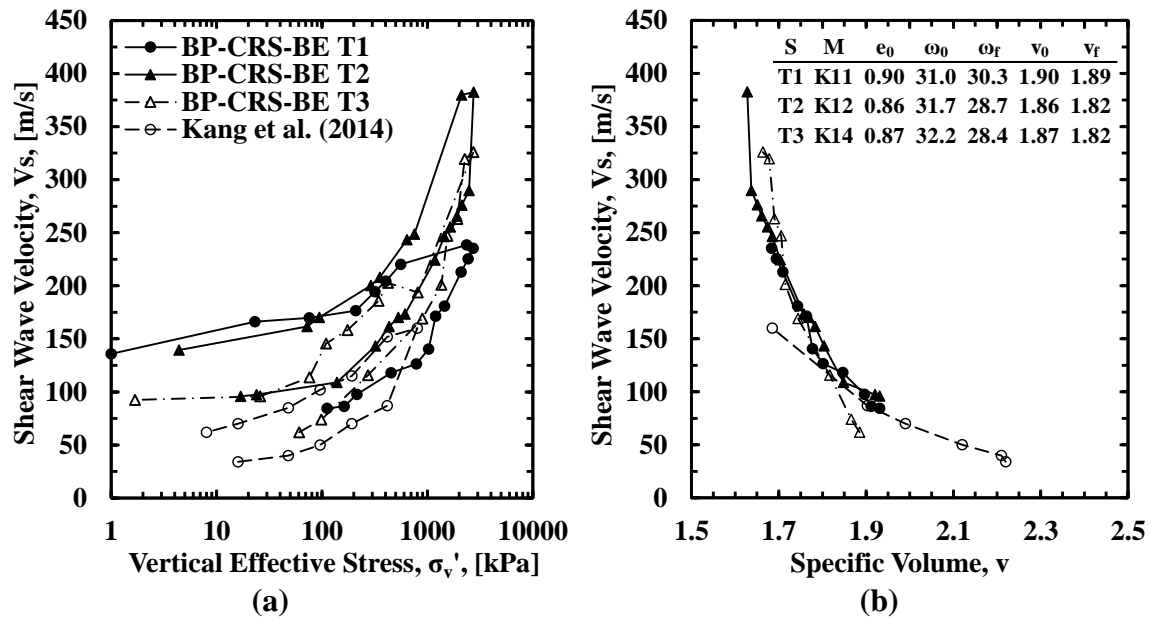 Shear Wave Velocity, Vs, [m/s]
450
400
350
300
250
200
150
100
50
0
BP-CRS-BE T1
BP-CRS-BE T2
BP-CRS-BE T3
Kang et al. (2014)
1 10 100 1000 10000
Vertical Effective Stress, σv', [kPa]
(a)
Shear Wave Velocity, Vs, [m/s]
450
400
350
300
250
200
150
100
50
0
S M e0 ω0 ωf v0 vf
T1 K11 0.90 31.0 30.3 1.90 1.89
T2 K12 0.86 31.7 28.7 1.86 1.82
T3 K14 0.87 32.2 28.4 1.87 1.82
1.5 1.7 1.9 2.1 2.3 2.5
Specific Volume, v
(b)